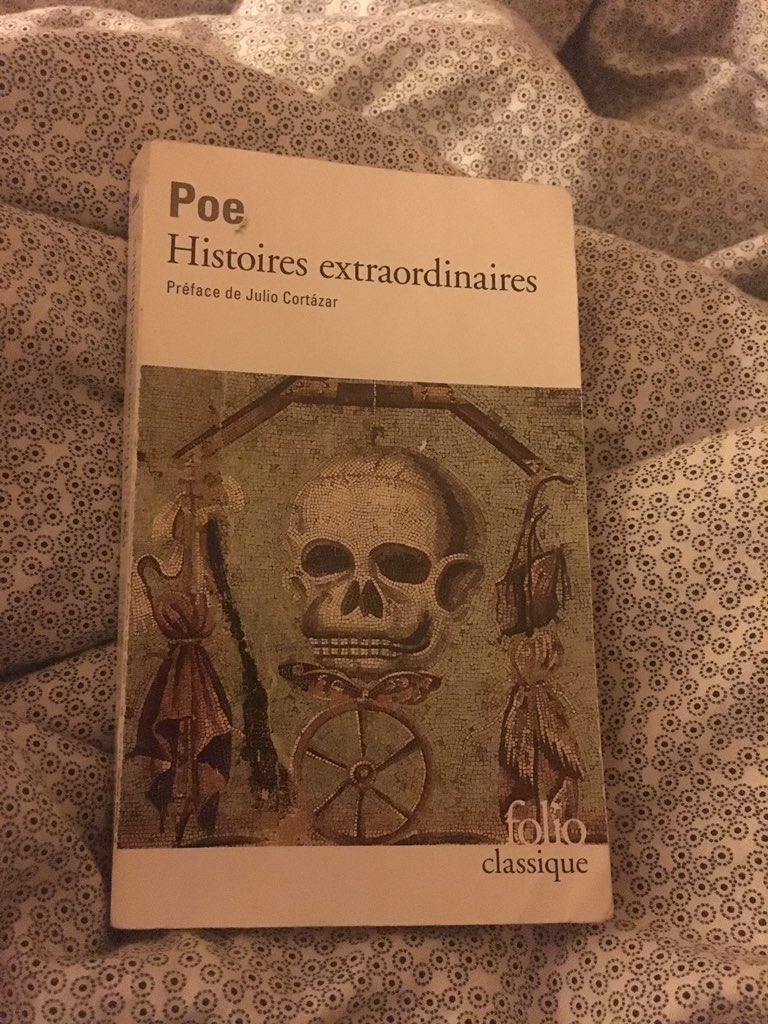 Poe
Histoires extraordinaires
Préface de Julio Cortázar
folio
classique